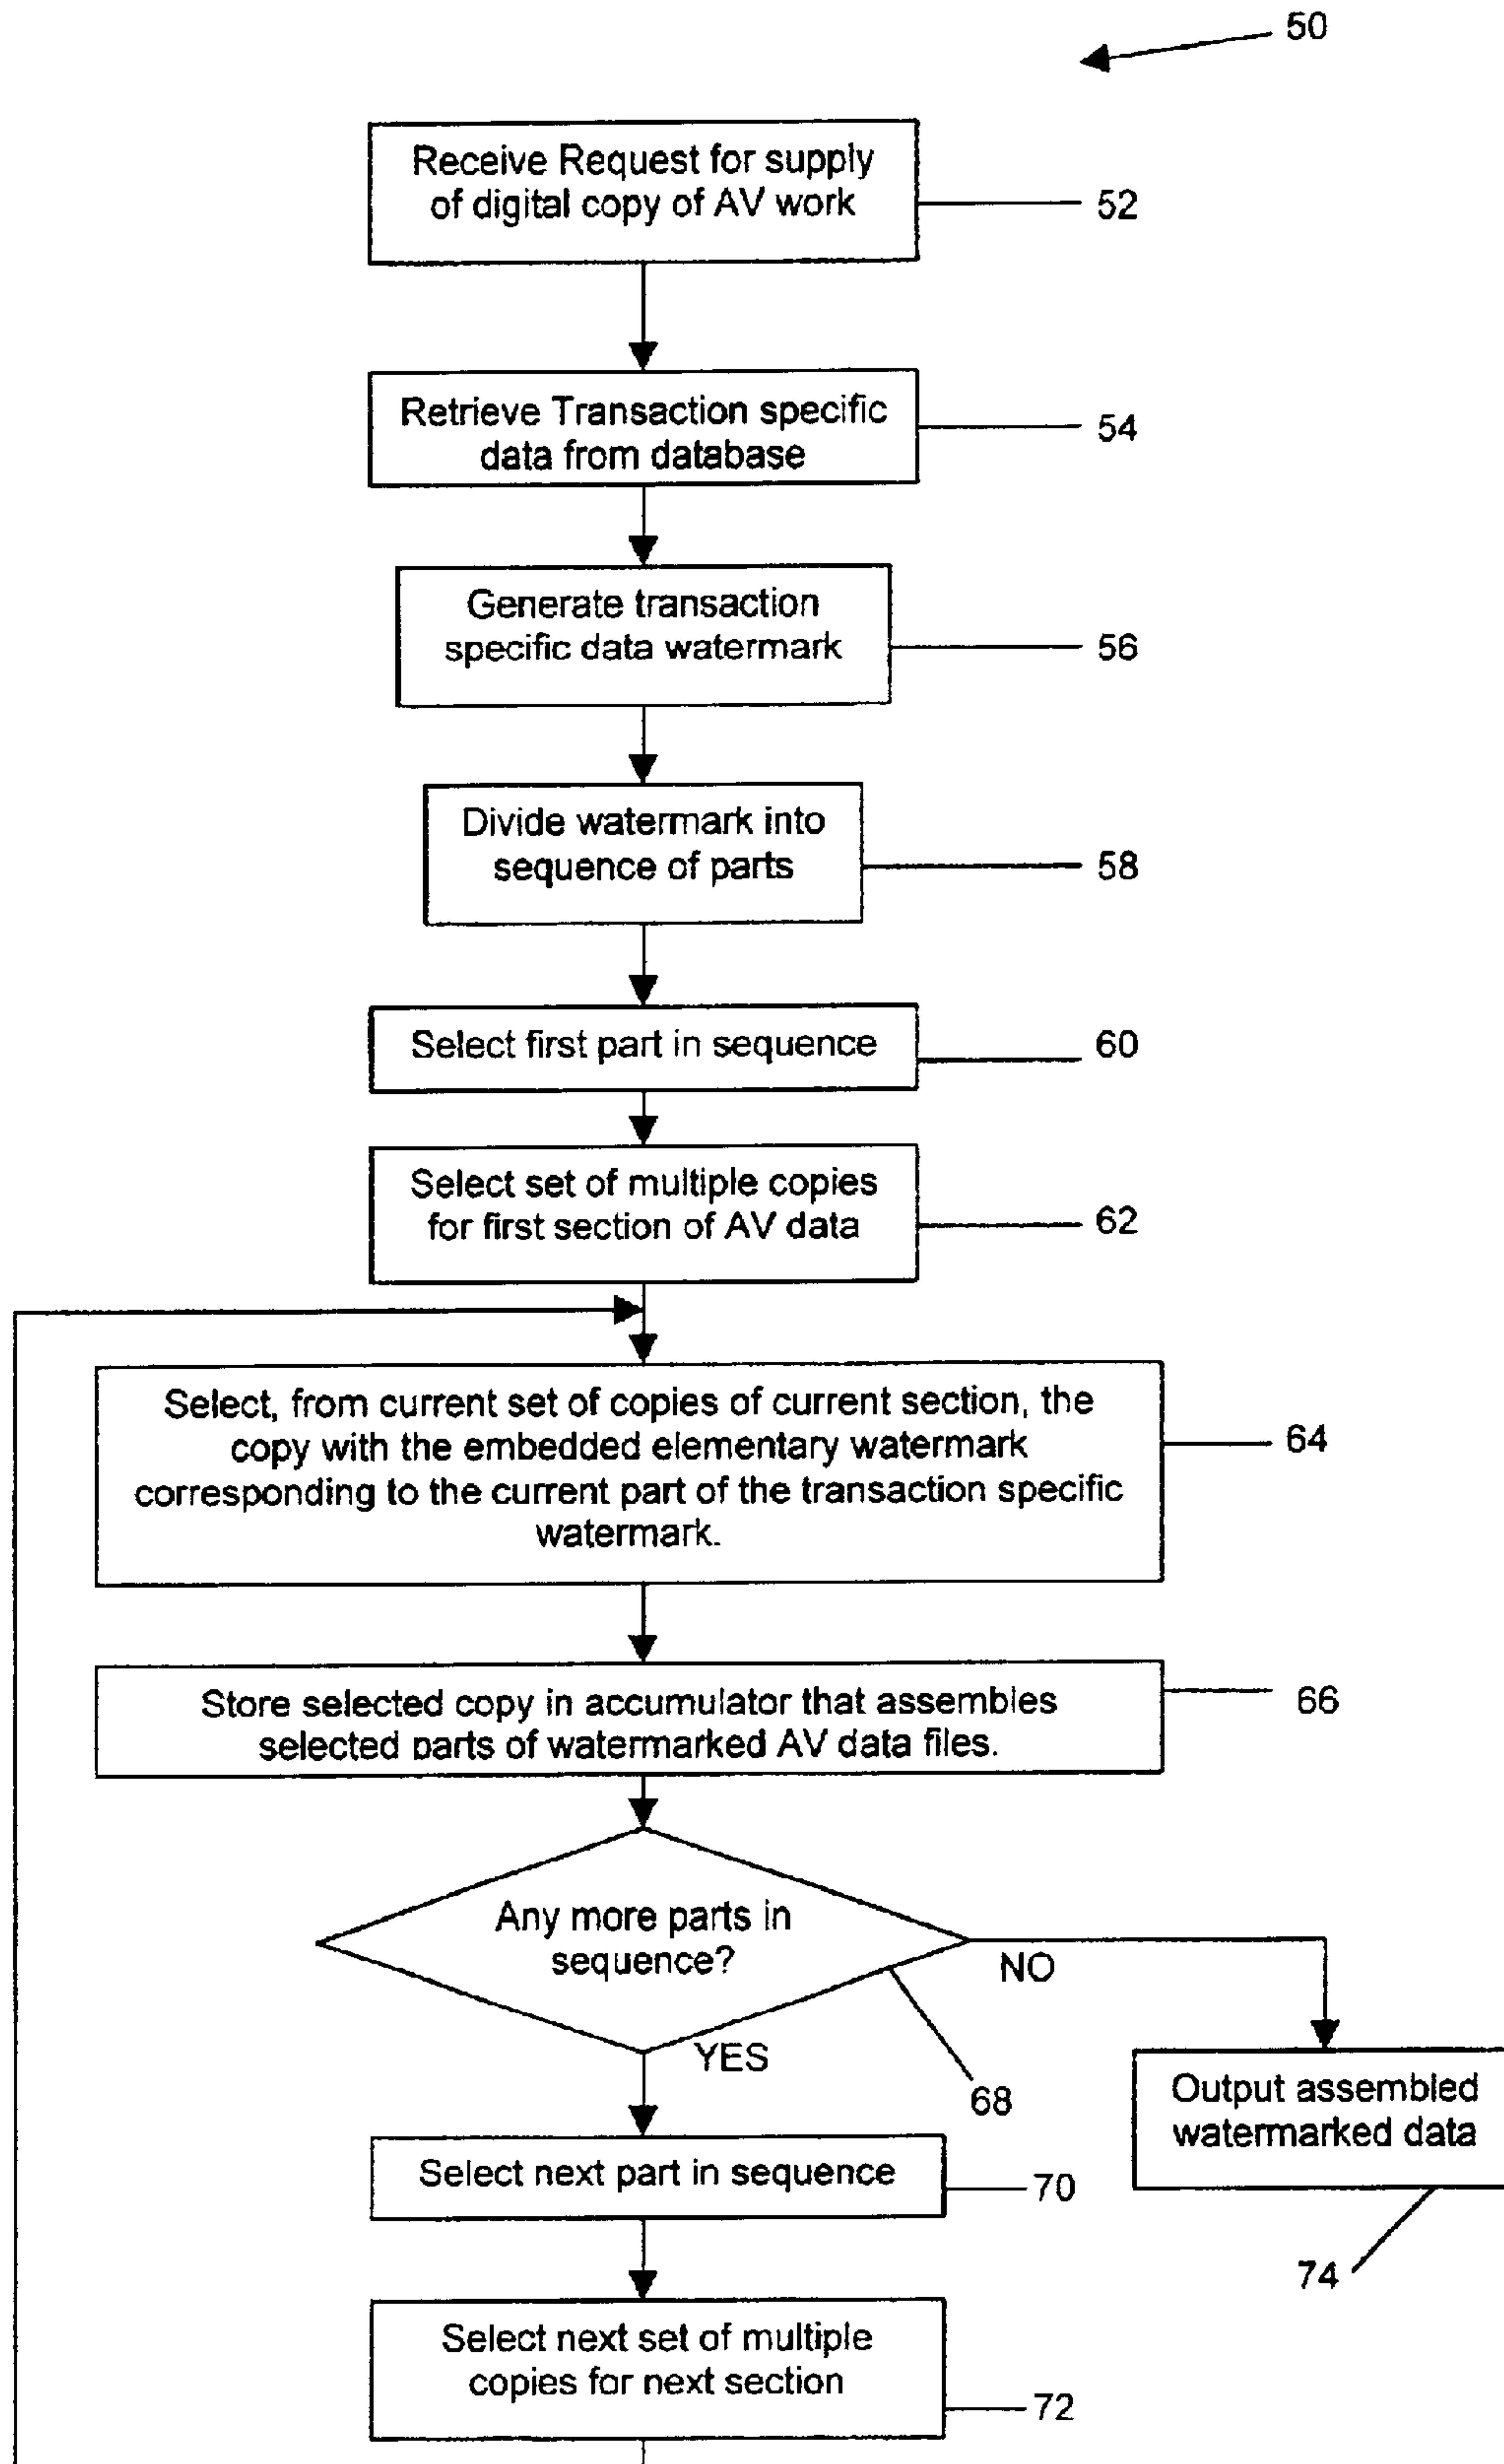 50
Receive Request for supply
of digital copy of AV work
52
Retrieve Transaction specific
data from database
54
Generate transaction
specific data watermark
56
Divide watermark into
sequence of parts
58
Select first part in sequence
60
Select set of multiple copies
for first section of AV data
62
Select, from current set of copies of current section, the
copy with the embedded elementary watermark
corresponding to the current part of the transaction specific
watermark.
64
Store selected copy in accumulator that assembles
selected parts of watermarked AV data files.
66
Any more parts in
sequence?
NO
YES
68
Output assembled
watermarked data
74
Select next part in sequence
70
Select next set of multiple
copies for next section
72